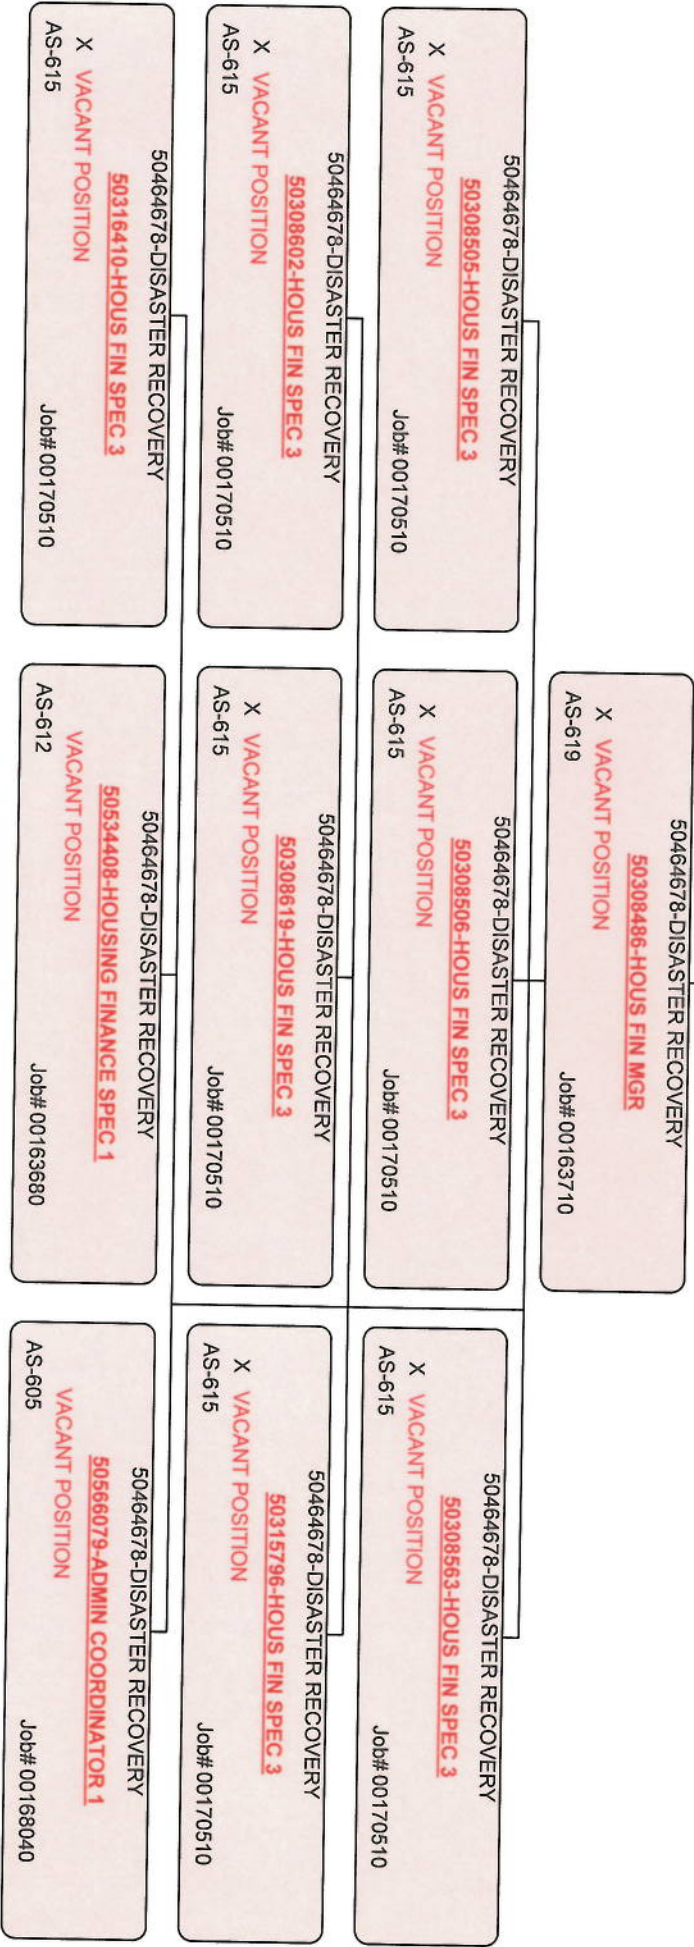 50464678-DISASTER RECOVERY
50308486-HOUS FIN MGR
X VACANT POSITION
AS-619 Job# 00163710
50464678-DISASTER RECOVERY
50308505-HOUS FIN SPEC 3
X VACANT POSITION
AS-615 Job# 00170510
50464678-DISASTER RECOVERY
50308506-HOUS FIN SPEC 3
X VACANT POSITION
AS-615 Job# 00170510
50464678-DISASTER RECOVERY
50308563-HOUS FIN SPEC 3
X VACANT POSITION
AS-615 Job# 00170510
50464678-DISASTER RECOVERY
50308602-HOUS FIN SPEC 3
X VACANT POSITION
AS-615 Job# 00170510
50464678-DISASTER RECOVERY
50308619-HOUS FIN SPEC 3
X VACANT POSITION
AS-615 Job# 00170510
50464678-DISASTER RECOVERY
50315796-HOUS FIN SPEC 3
X VACANT POSITION
AS-615 Job# 00170510
50464678-DISASTER RECOVERY
50316410-HOUS FIN SPEC 3
X VACANT POSITION
AS-615 Job# 00170510
50464678-DISASTER RECOVERY
50534408-HOUSING FINANCE SPEC 1
VACANT POSITION
AS-612 Job# 00163680
50464678-DISASTER RECOVERY
50566079-ADMIN COORDINATOR 1
VACANT POSITION
AS-605 Job# 00168040